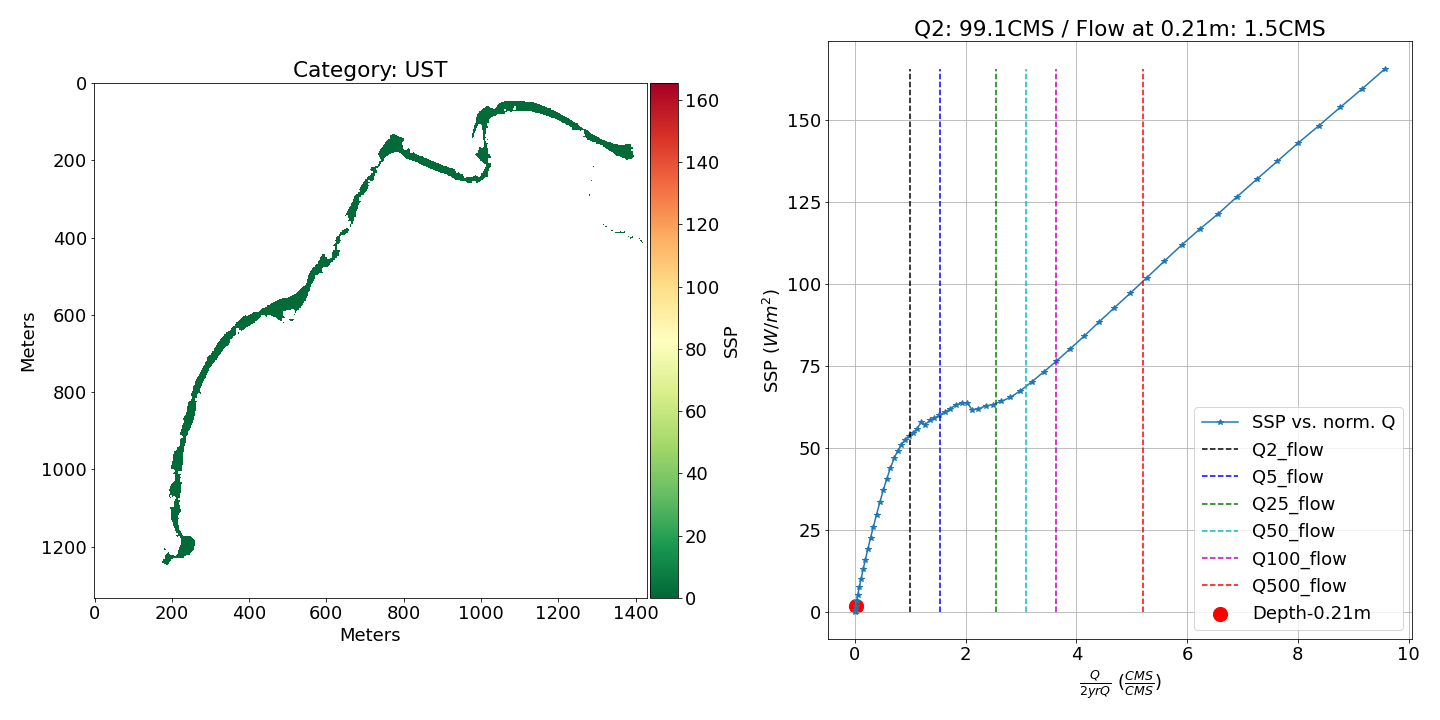 Category: UST
0
200
400
600
800
1000
1200
Meters
0
200
400
600
800
1000
1200
1400
Meters
160
140
120
100
80
60
40
20
0
SSP
Q2: 99.1CMS / Flow at 0.21m: 1.5CMS
150
125
100
75
50
25
0
SSP (W/m²)
0
2
4
6
8
10
Q/2yrQ (CMS/CMS)
SSP vs. norm. Q
Q2_flow
Q5_flow
Q25_flow
Q50_flow
Q100_flow
Q500_flow
Depth-0.21m